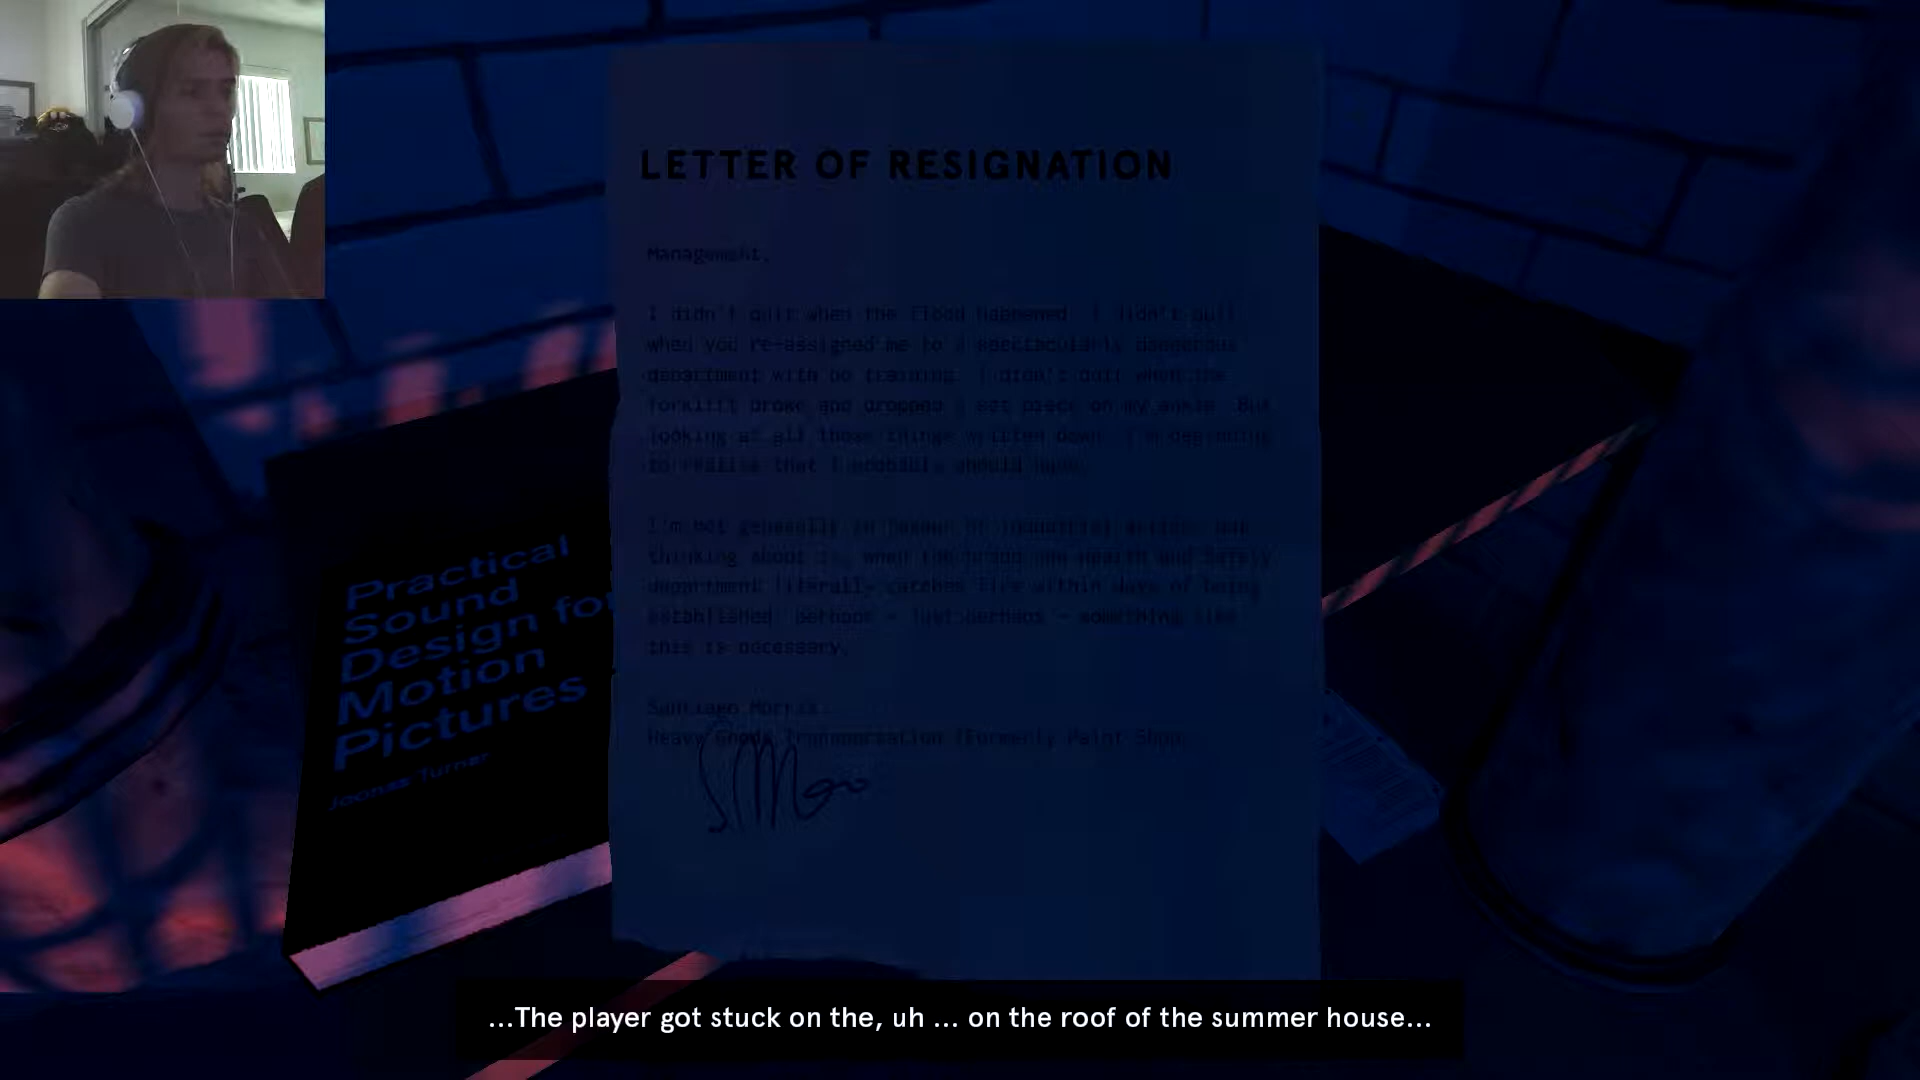 LETTER OF RESIGNATION
Management,
I didn't quit when the flood happened. I didn't quit
when you re-assigned me to a spectacularly dangerous
department with no training. I didn't quit when the
forklift broke and dropped a set piece on my ankle. But
looking at all those things written down, I'm beginning
to realise that I probably should have.
I'm not generally in favour of industrial action, but
thinking about it, when the brand new Health and Safety
department literally catches fire within days of being
established, perhaps - just perhaps - something like
this is necessary.
Santiago Morris
Heavy Goods Transportation (Formerly Paint Shop)
Practical
Sound
Design for
Motion
Pictures
Joonas Turner
...The player got stuck on the, uh ... on the roof of the summer house...